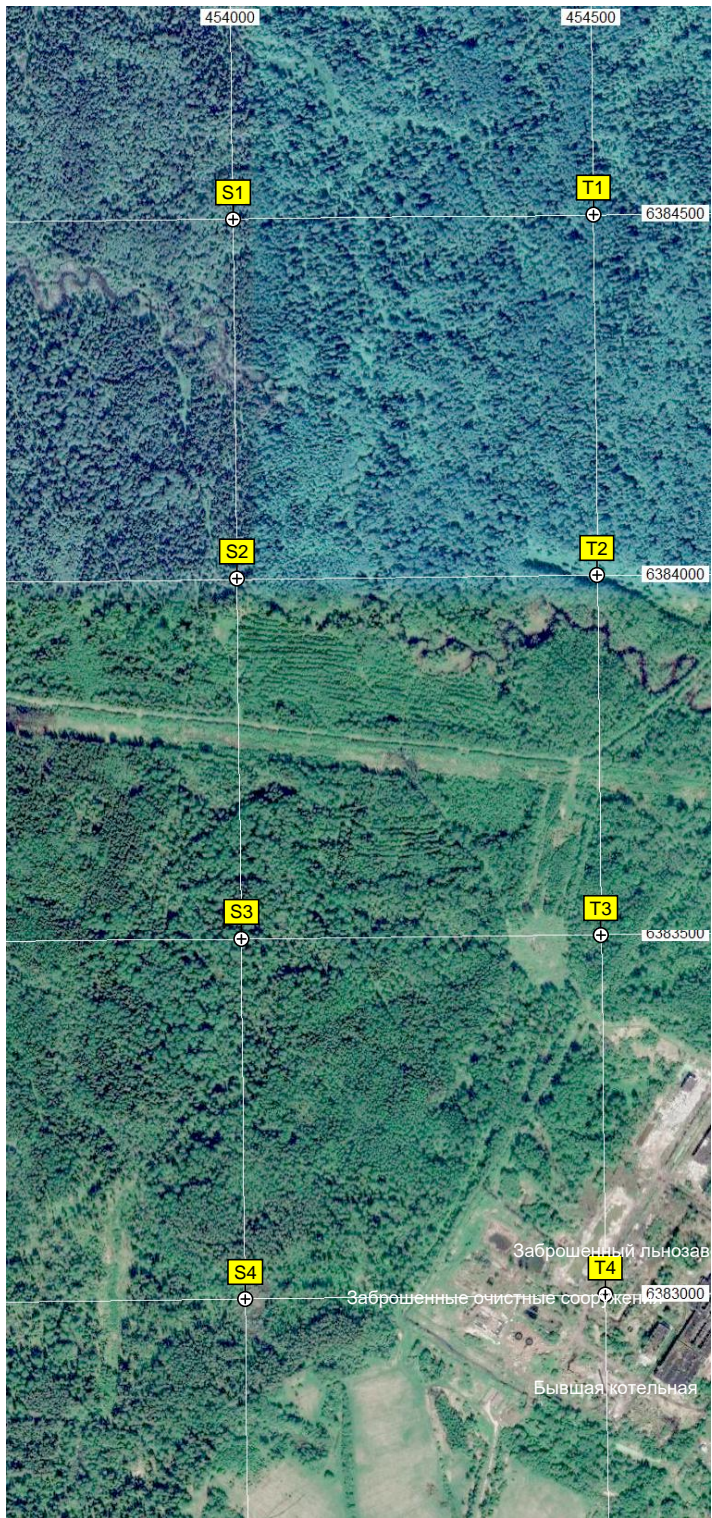 454000
454500
S1
T1
6384500
S2
T2
6384000
S3
T3
6383500
Заброшенный льнозав
S4
T4
Заброшенные очистные сооружения
6383000
Бывшая котельная